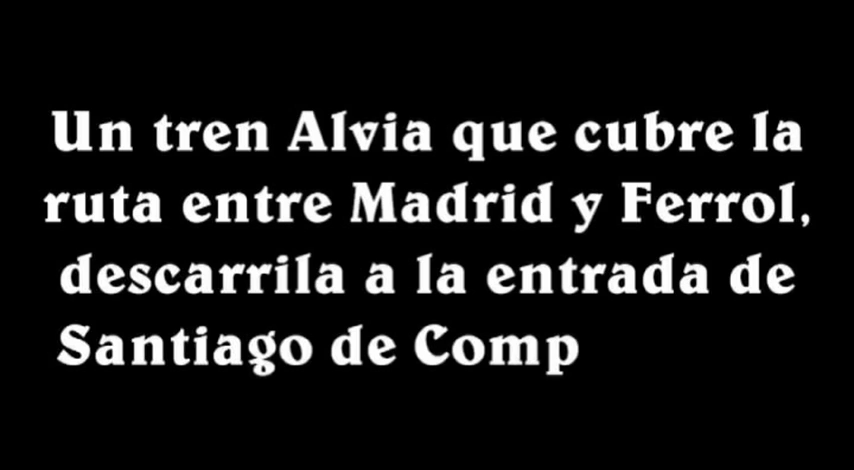 Un tren Alvia que cubre la
ruta entre Madrid y Ferrol,
descarrila a la entrada de
Santiago de Comp